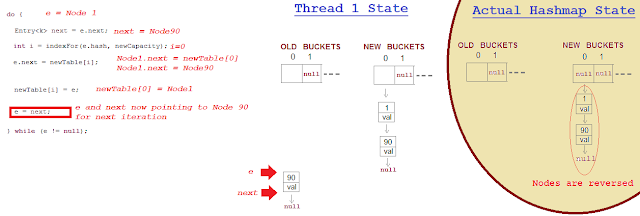 do {
e = Node 1
Entry<K> next = e.next;
next = Node90
int i = indexFor(e.hash, newCapacity);
i=0
e.next = newTable[i];
Node1.next = newTable[0]
Node1.next = Node90
newTable[i] = e;
newTable[0] = Node1
e = next;
e and next now pointing to Node 90
for next iteration
} while (e != null);
Thread 1 State
OLD BUCKETS
0 1
null
NEW BUCKETS
0 1
null
1
val
90
val
null
e
90
next
val
null
Actual Hashmap State
OLD BUCKETS
0 1
null
NEW BUCKETS
0 1
null null
1
val
90
val
null
Nodes are reversed